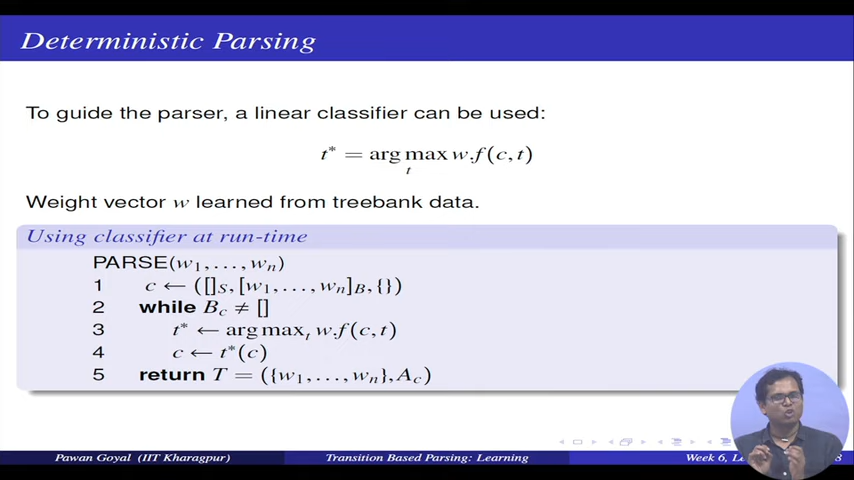 Deterministic Parsing
To guide the parser, a linear classifier can be used:
t* = arg max w.f(c,t)
t
Weight vector w learned from treebank data.
Using classifier at run-time
PARSE(w₁,...,wₙ)
1 c ← ([]S, [w₁,...,wₙ]B, {})
2 while Bc ≠ []
3 t* ← arg maxₜ w.f(c,t)
4 c ← t*(c)
5 return T = ({w₁,...,wₙ}, Ac)
Pawan Goyal (IIT Kharagpur) Transition Based Parsing: Learning Week 6,